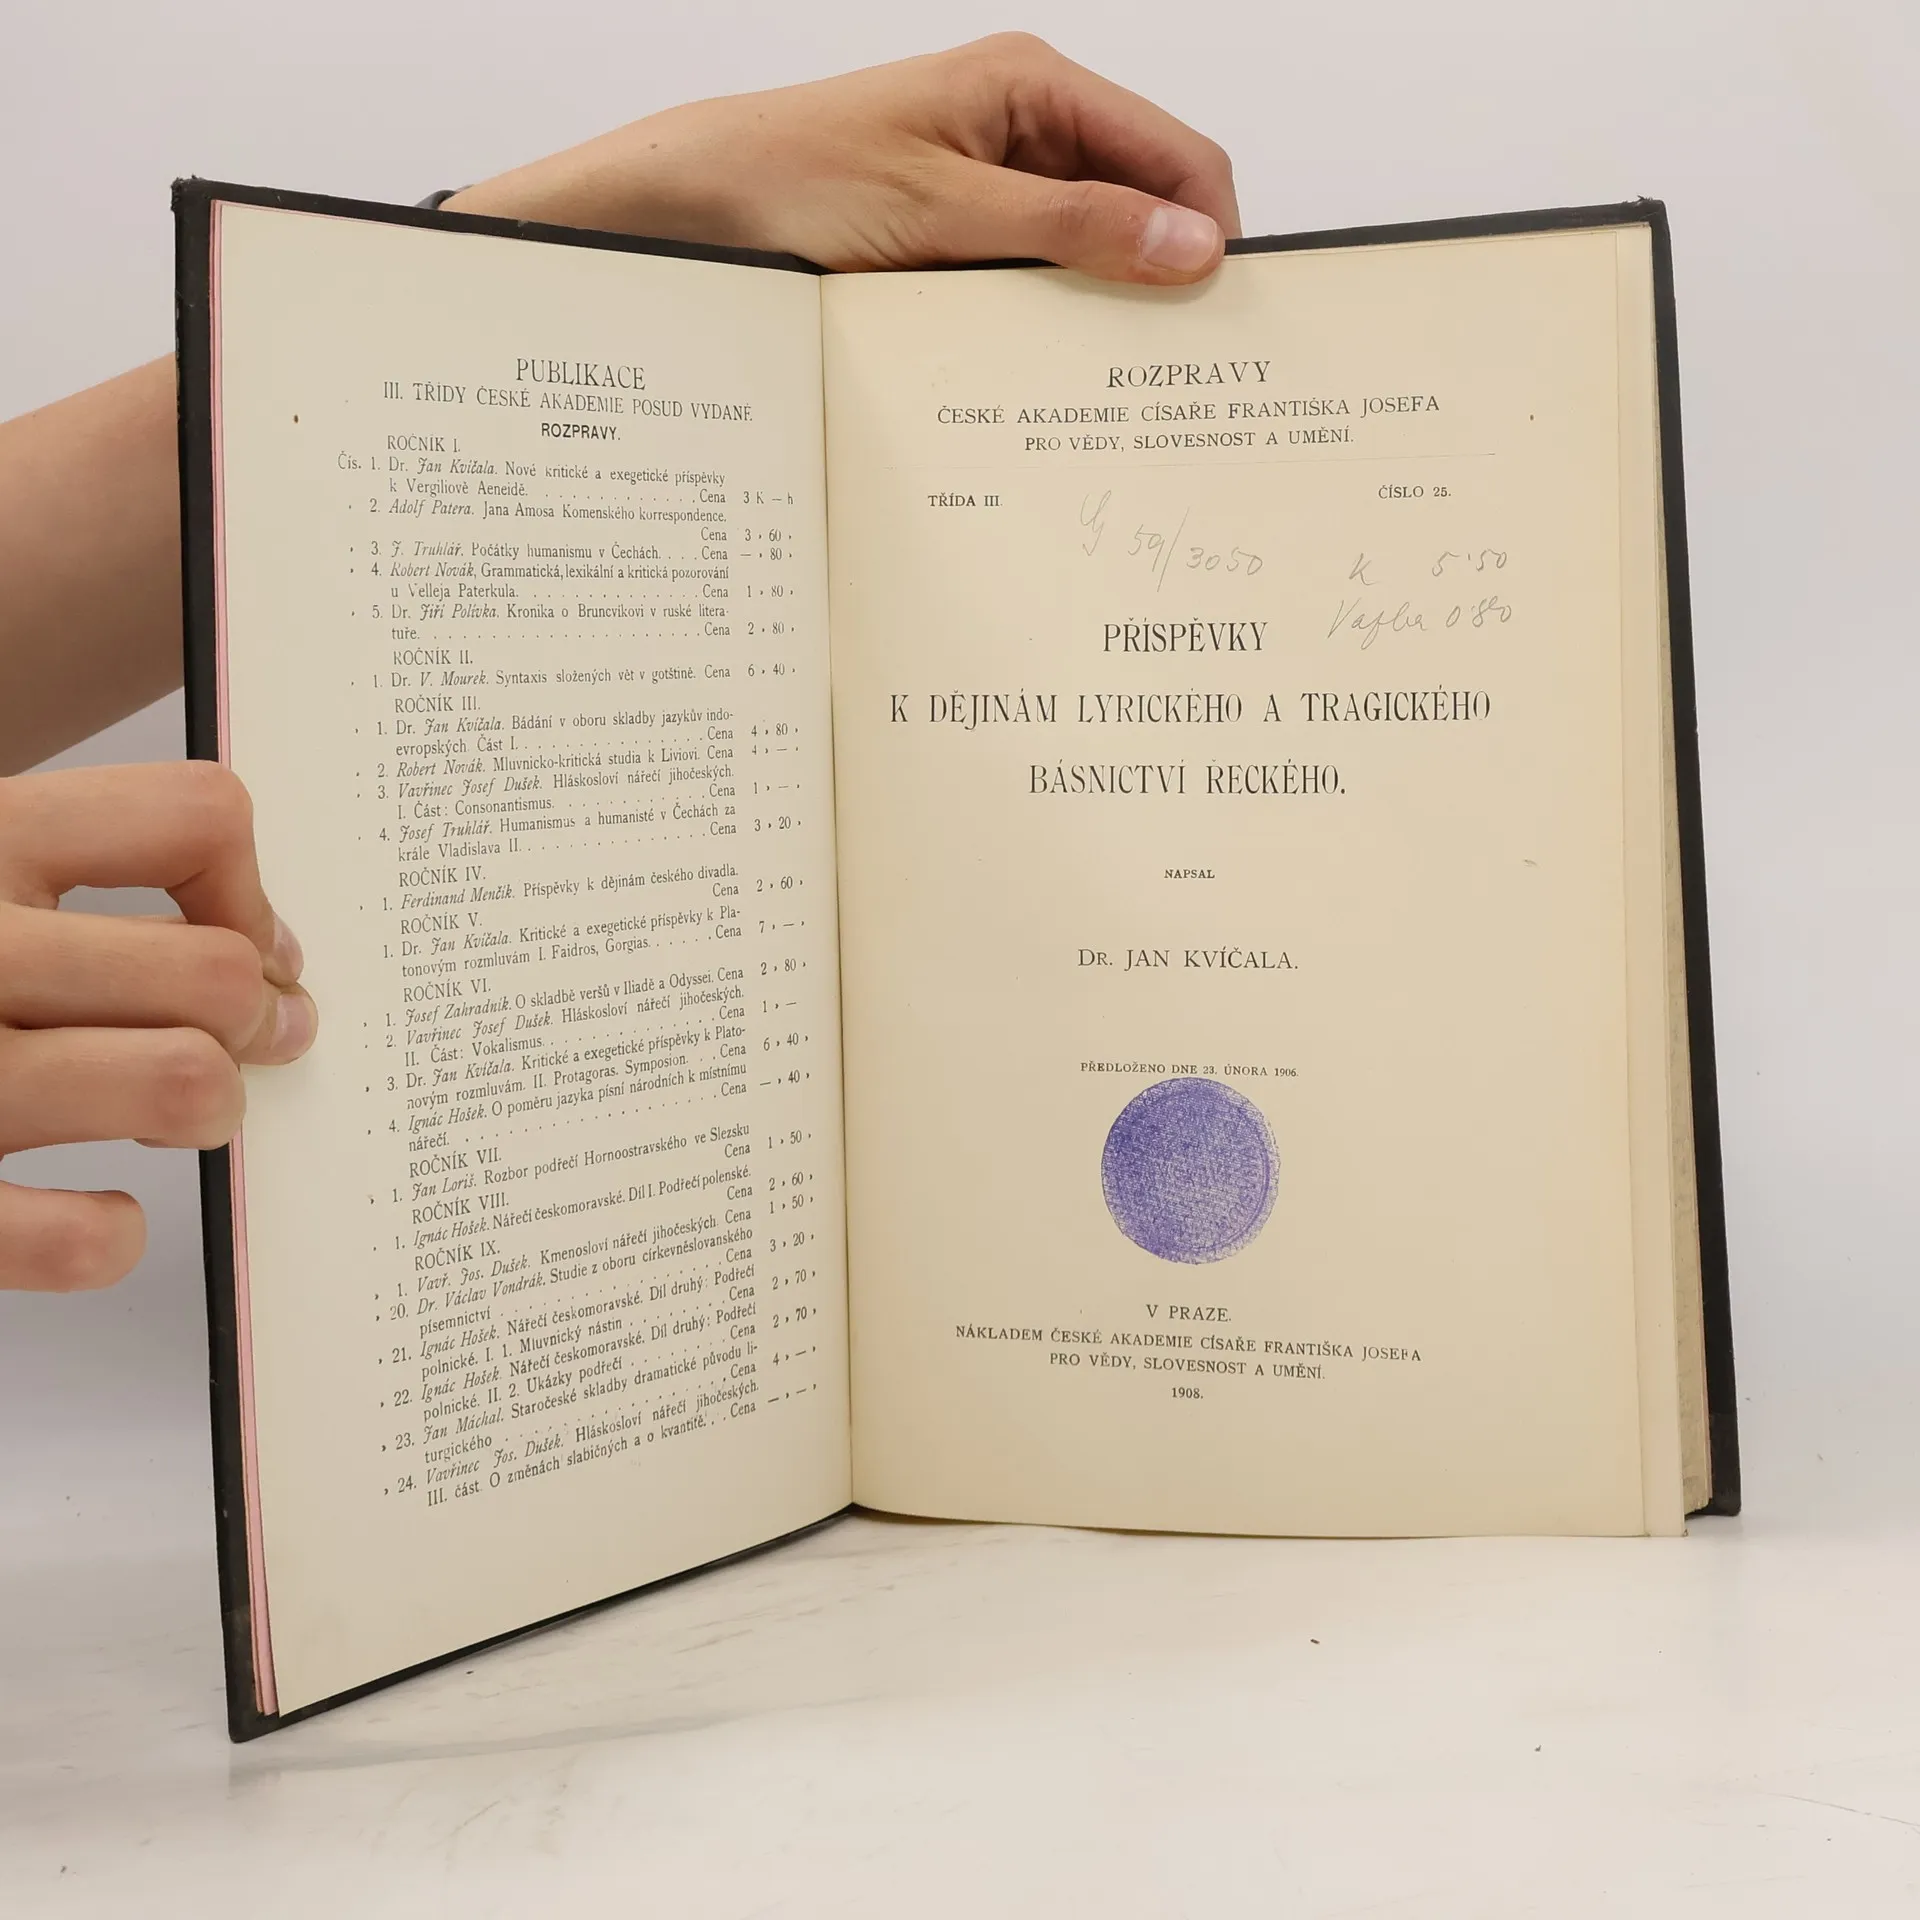 PUBLIKACE
III. TŘÍDY ČESKÉ AKADEMIE POSUD VYDANÉ.
ROZPRAVY.
ROČNÍK I.
Čís. 1. Dr. Jan Kvíčala. Nové kritické a exegetické příspěvky
k Vergiliově Aeneidě. . . . . . . . . . . . . Cena 3 K — h
» 2. Adolf Patera. Jana Amosa Komenského korrespondence.
Cena 3 » 60 »
» 3. J. Truhlář. Počátky humanismu v Čechách. . . . Cena — » 80 »
» 4. Robert Novák, Grammatická, lexikální a kritická pozorování
u Velleja Paterkula. . . . . . . . . . . . . . Cena 1 » 80 »
» 5. Dr. Jiří Polívka. Kronika o Bruncvíkovi v ruské litera-
tuře. . . . . . . . . . . . . . . . . . . . . Cena 2 » 80 »
ROČNÍK II.
» 1. Dr. V. Mourek. Syntaxis složených vět v gotštině. Cena 6 » 40 »
ROČNÍK III.
» 1. Dr. Jan Kvíčala. Bádání v oboru skladby jazykův indo-
evropských. Část I. . . . . . . . . . . . . . . Cena 4 » 80 »
» 2. Robert Novák. Mluvnicko-kritická studia k Liviovi. Cena 4 » — »
» 3. Vavřinec Josef Dušek. Hláskosloví nářečí jihočeských.
I. Část: Consonantismus. . . . . . . . . . . Cena 1 » — »
» 4. Josef Truhlář. Humanismus a humanisté v Čechách za
krále Vladislava II. . . . . . . . . . . . . . Cena 3 » 20 »
ROČNÍK IV.
» 1. Ferdinand Menčík. Příspěvky k dějinám českého divadla.
Cena 2 » 60 »
ROČNÍK V.
1. Dr. Jan Kvíčala. Kritické a exegetické příspěvky k Pla-
tonovým rozmluvám I. Faidros, Gorgias. . . . . . Cena 7 » — »
ROČNÍK VI.
» 1. Josef Zahradník. O skladbě veršů v Iliadě a Odyssei. Cena 2 » 80 »
» 2. Vavřinec Josef Dušek. Hláskosloví nářečí jihočeských.
II. Část: Vokalismus. . . . . . . . . . . . . Cena 1 » —
» 3. Dr. Jan Kvíčala. Kritické a exegetické příspěvky k Plato-
novým rozmluvám. II. Protagoras. Symposion. . . Cena 6 » 40 »
» 4. Ignác Hošek. O poměru jazyka písní národních k místnímu
nářečí. . . . . . . . . . . . . . . . . . . . Cena — » 40 »
ROČNÍK VII.
» 1. Jan Loriš. Rozbor podřečí Hornoostravského ve Slezsku
Cena 1 » 50 »
ROČNÍK VIII.
» 1. Ignác Hošek. Nářečí českomoravské. Díl I. Podřečí polenské.
Cena 2 » 60 »
ROČNÍK IX.
» 1. Vavř. Jos. Dušek. Kmenosloví nářečí jihočeských. Cena 1 » 50 »
» 20. Dr. Václav Vondrák. Studie z oboru církevněslovanského
písemnictví . . . . . . . . . . . . . . . . . Cena 3 » 20 »
» 21. Ignác Hošek. Nářečí českomoravské. Díl druhý: Podřečí
polnické. I. 1. Mluvnický nástin . . . . . . . . Cena 2 » 70 »
» 22. Ignác Hošek. Nářečí českomoravské. Díl druhý: Podřečí
polnické. II. 2. Ukázky podřečí . . . . . . . . Cena 2 » 70 »
» 23. Jan Máchal. Staročeské skladby dramatické původu li-
turgického . . . . . . . . . . . . . . . . . Cena 4 » — »
» 24. Vavřinec Jos. Dušek. Hláskosloví nářečí jihočeských.
III. část. O změnách slabičných a o kvantitě. . . Cena — » — »
ROZPRAVY
ČESKÉ AKADEMIE CÍSAŘE FRANTIŠKA JOSEFA
PRO VĚDY, SLOVESNOST A UMĚNÍ.
TŘÍDA III. ČÍSLO 25.
59/3050 K 5·50
Vazba 0·80
PŘÍSPĚVKY
K DĚJINÁM LYRICKÉHO A TRAGICKÉHO
BÁSNICTVÍ ŘECKÉHO.
NAPSAL
DR. JAN KVÍČALA.
PŘEDLOŽENO DNE 23. ÚNORA 1906.
V PRAZE.
NÁKLADEM ČESKÉ AKADEMIE CÍSAŘE FRANTIŠKA JOSEFA
PRO VĚDY, SLOVESNOST A UMĚNÍ.
1908.